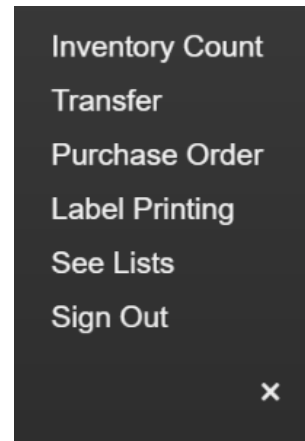 Inventory Count
Transfer
Purchase Order
Label Printing
See Lists
Sign Out
×